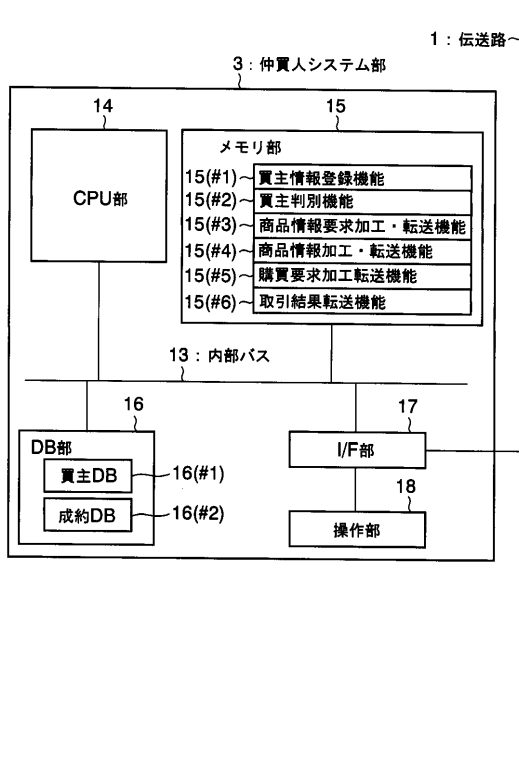 1：伝送路
3：仲買人システム部
14
15
CPU部
メモリ部
15(#1)
買主情報登録機能
15(#2)
買主判別機能
15(#3)
商品情報要求加工・転送機能
15(#4)
商品情報加工・転送機能
15(#5)
購買要求加工転送機能
15(#6)
取引結果転送機能
13：内部バス
16
17
DB部
買主DB
16(#1)
成約DB
16(#2)
I/F部
18
操作部